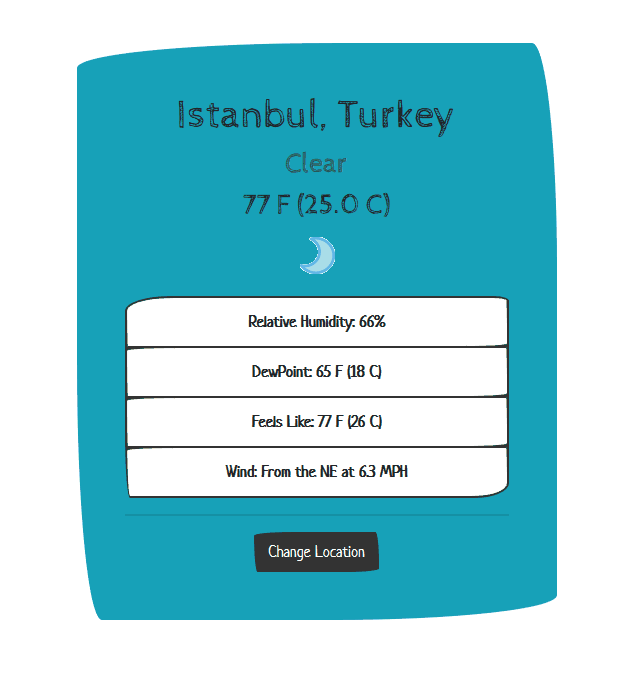 Istanbul, Turkey
Clear
77 F (25.0 C)
Relative Humidity: 66%
DewPoint: 65 F (18 C)
Feels Like: 77 F (26 C)
Wind: From the NE at 6.3 MPH
Change Location